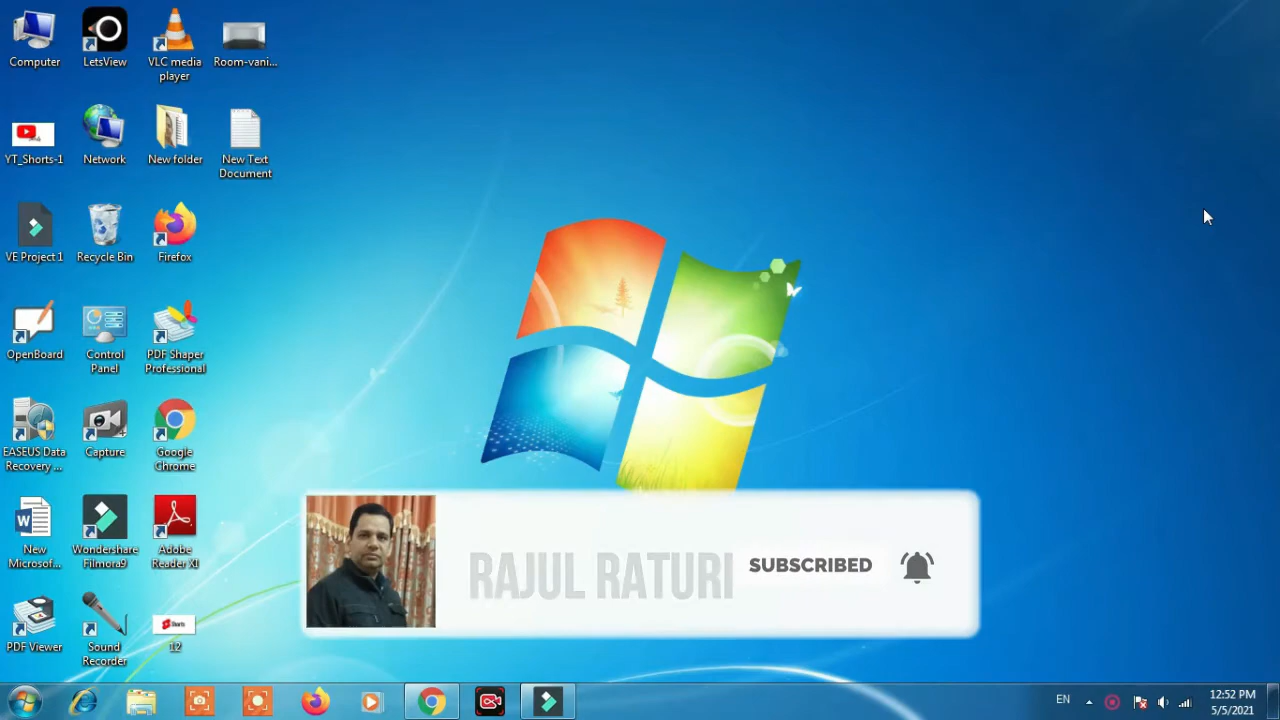 Computer
LetsView
VLC media
player
Room-vani...
YT_Shorts-1
Network
New folder
New Text
Document
VE Project 1
Recycle Bin
Firefox
OpenBoard
Control
Panel
PDF Shaper
Professional
EASEUS Data
Recovery ...
Capture
Google
Chrome
New
Microsof...
Wondershare
Filmora9
Adobe
Reader XI
PDF Viewer
Sound
Recorder
Shorts
12
RAJUL RATURI
SUBSCRIBED
EN
12:52 PM
5/5/2021